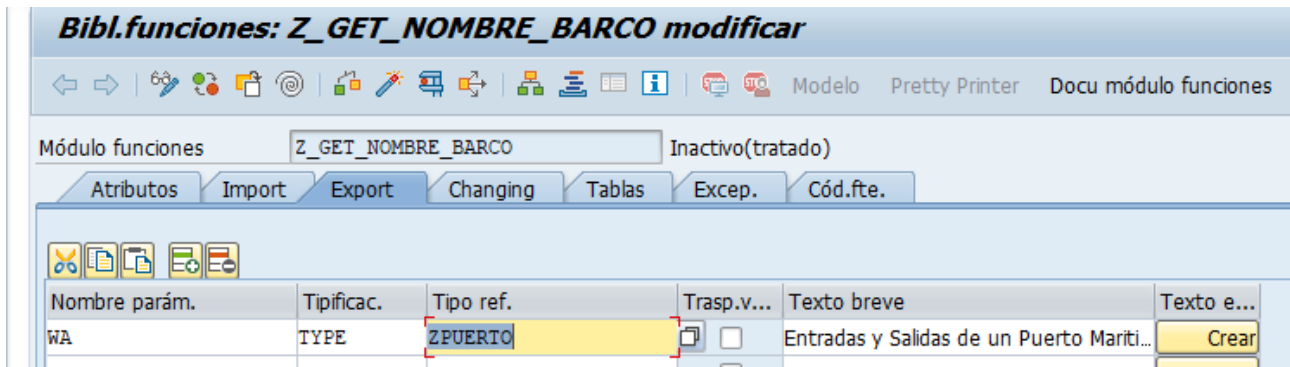 Bibl.funciones: Z_GET_NOMBRE_BARCO modificar
Modelo Pretty Printer Docu módulo funciones
Módulo funciones Z_GET_NOMBRE_BARCO Inactivo(tratado)
Atributos Import Export Changing Tablas Excep. Cód.fte.
Nombre parám. Tipificac. Tipo ref. Trasp.v... Texto breve Texto e...
WA TYPE ZPUERTO Entradas y Salidas de un Puerto Mariti... Crear